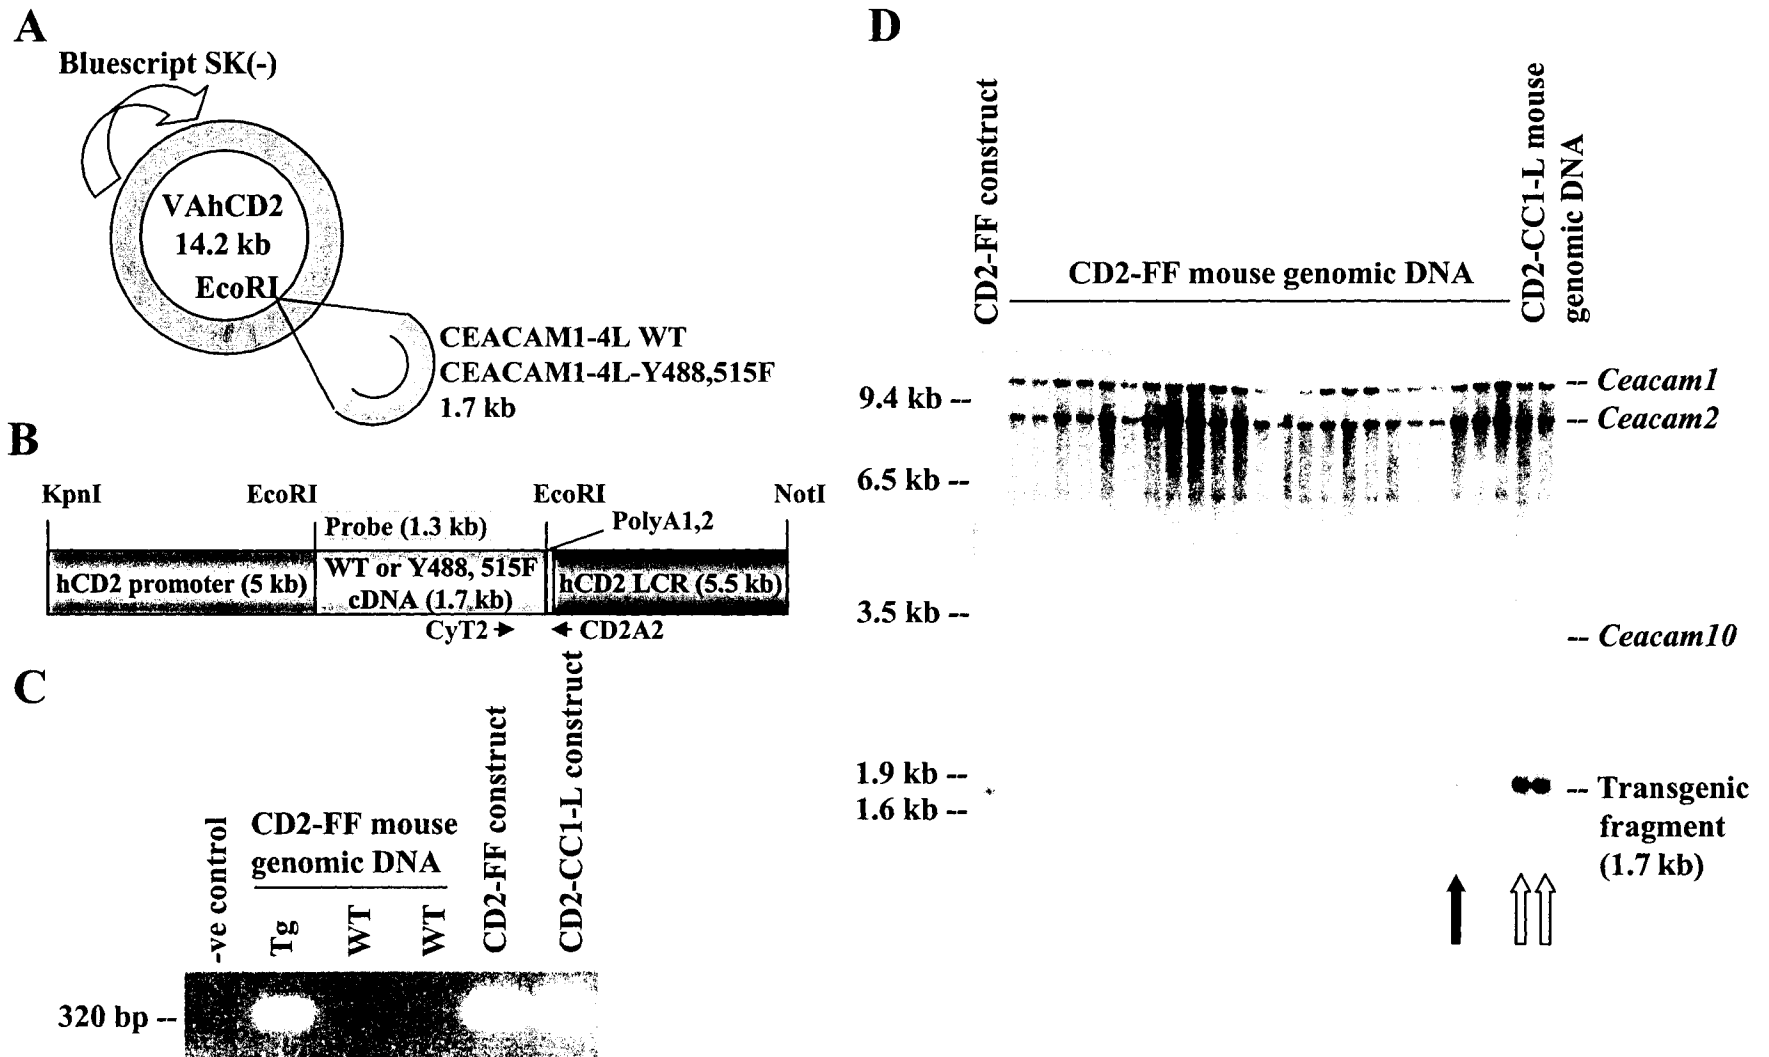 A
Bluescript SK(-)
VAhCD2
14.2 kb
EcoRI
CEACAM1-4L WT
CEACAM1-4L-Y488,515F
1.7 kb
B
KpnI
EcoRI
EcoRI
NotI
Probe (1.3 kb)
PolyA1,2
hCD2 promoter (5 kb)
WT or Y488, 515F
cDNA (1.7 kb)
hCD2 LCR (5.5 kb)
CyT2
CD2A2
C
-ve control
CD2-FF mouse
genomic DNA
Tg
WT
WT
CD2-FF construct
CD2-CC1-L construct
320 bp --
D
CD2-FF construct
CD2-FF mouse genomic DNA
CD2-CC1-L mouse
genomic DNA
9.4 kb --
6.5 kb --
3.5 kb --
1.9 kb --
1.6 kb --
-- Ceacam1
-- Ceacam2
-- Ceacam10
-- Transgenic
fragment
(1.7 kb)